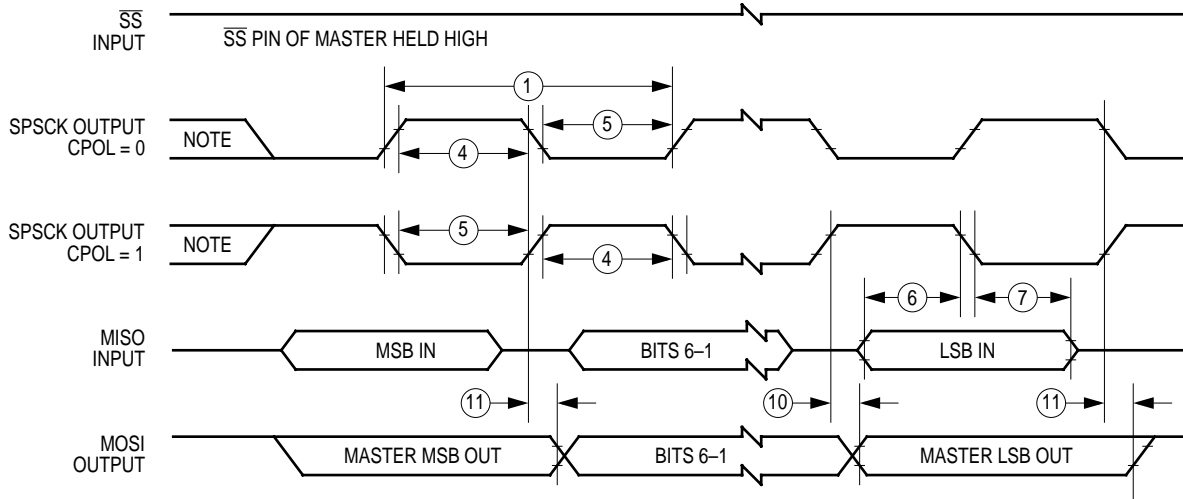 SS
INPUT
SS PIN OF MASTER HELD HIGH
1
SPSCK OUTPUT
CPOL = 0
NOTE
5
4
SPSCK OUTPUT
CPOL = 1
NOTE
5
4
6
7
MISO
INPUT
MSB IN
BITS 6–1
LSB IN
11
10
11
MOSI
OUTPUT
MASTER MSB OUT
BITS 6–1
MASTER LSB OUT